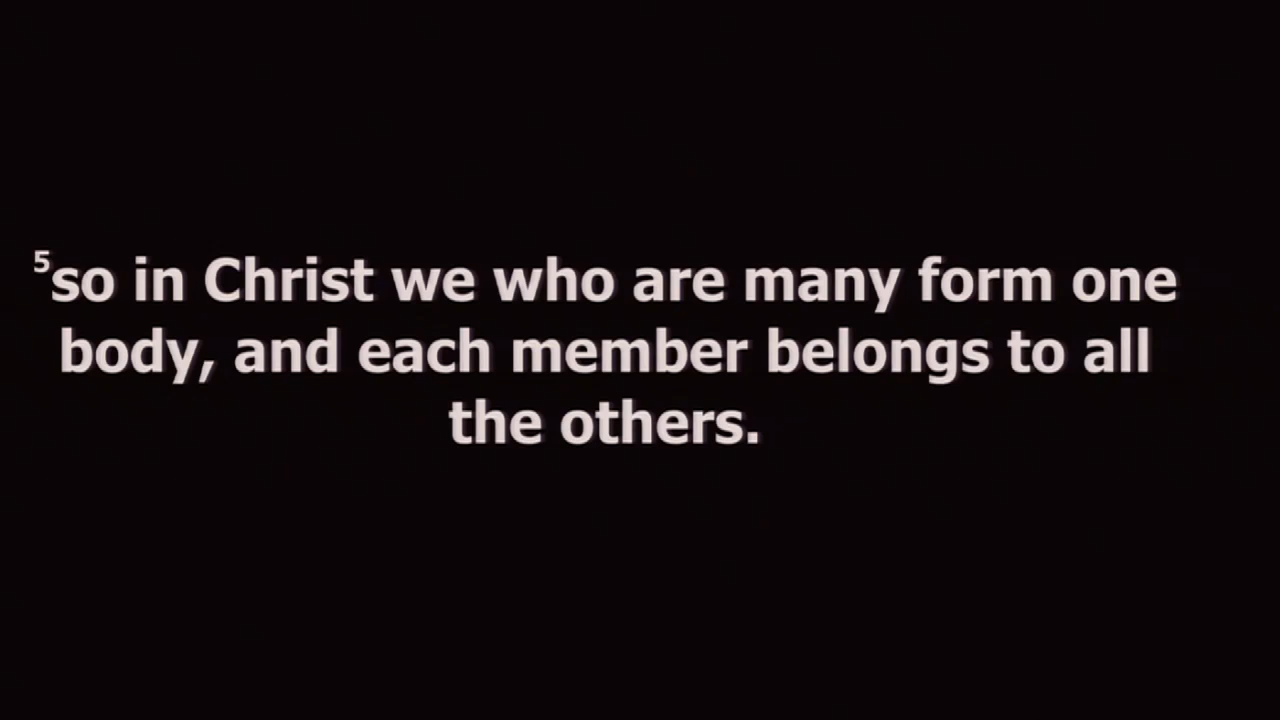 ⁵so in Christ we who are many form one
body, and each member belongs to all
the others.